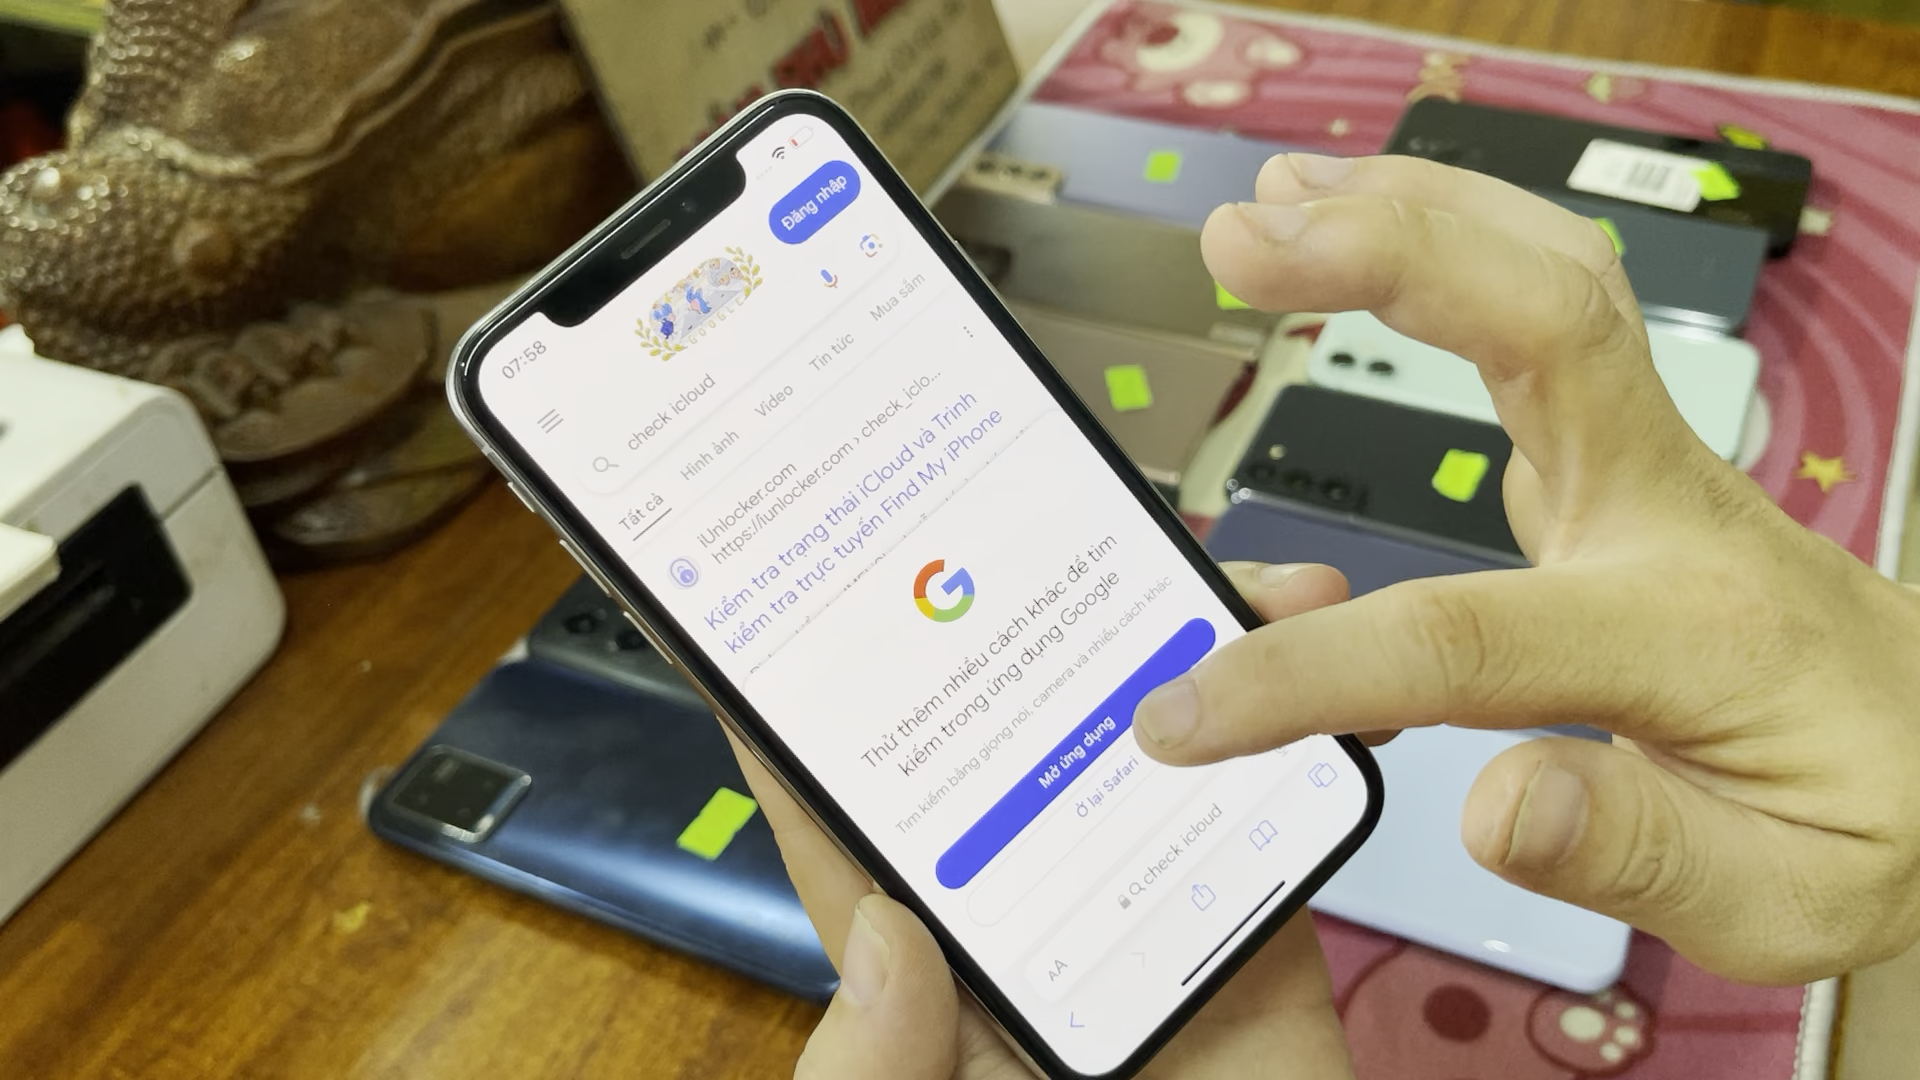 07:58
Đăng nhập
GOOGLE
check icloud
Tất cả
Hình ảnh
Video
Tin tức
Mua sắm
iUnlocker.com
https://iunlocker.com › check_iclo...
Kiểm tra trạng thái iCloud và Trình
kiểm tra trực tuyến Find My iPhone
Thử thêm nhiều cách khác để tìm
kiếm trong ứng dụng Google
Tìm kiếm bằng giọng nói, camera và nhiều cách khác
Mở ứng dụng
Ở lại Safari
AA
check icloud